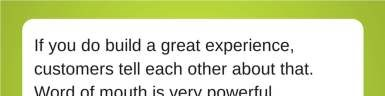 If you do build a great experience,
customers tell each other about that.
Word of mouth is very powerful